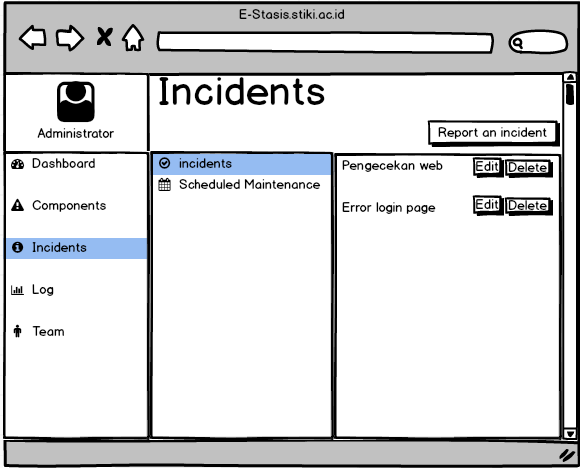 E-Stasis.stiki.ac.id
Incidents
Administrator
Report an incident
Dashboard
Components
Incidents
Log
Team
incidents
Scheduled Maintenance
Pengecekan web Edit Delete
Error login page Edit Delete